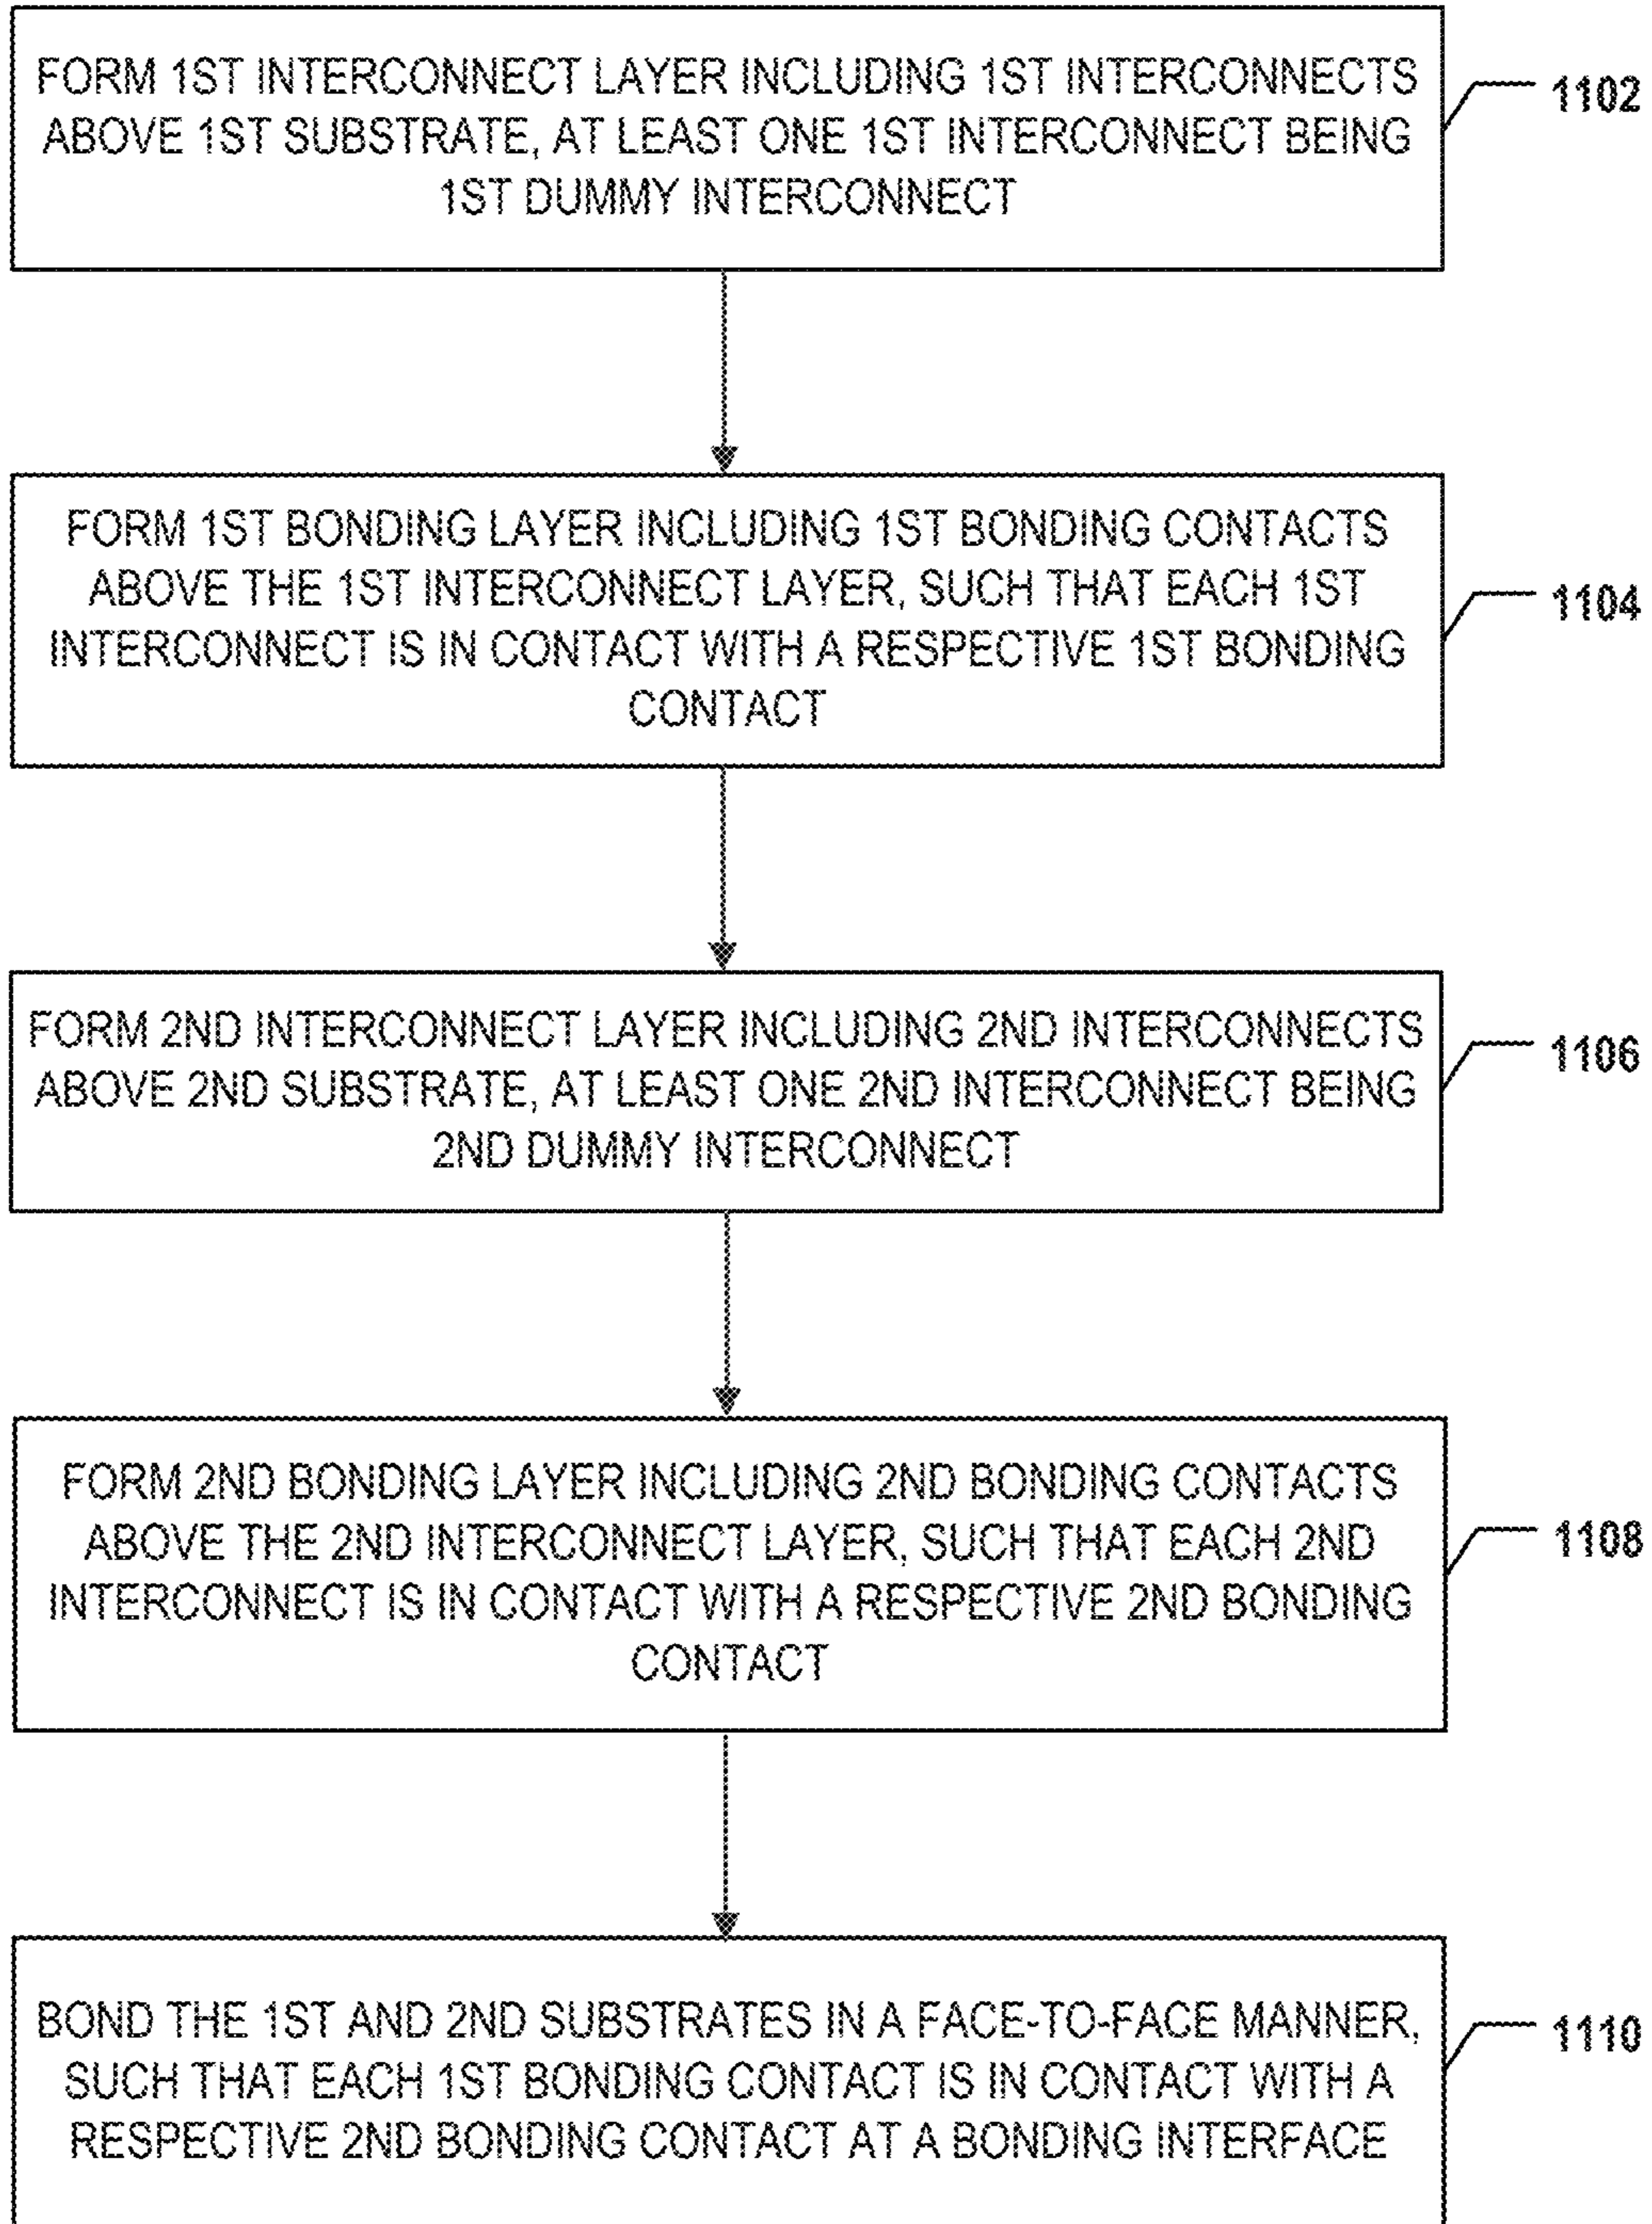 FORM 1ST INTERCONNECT LAYER INCLUDING 1ST INTERCONNECTS
ABOVE 1ST SUBSTRATE, AT LEAST ONE 1ST INTERCONNECT BEING
1ST DUMMY INTERCONNECT
1102
FORM 1ST BONDING LAYER INCLUDING 1ST BONDING CONTACTS
ABOVE THE 1ST INTERCONNECT LAYER, SUCH THAT EACH 1ST
INTERCONNECT IS IN CONTACT WITH A RESPECTIVE 1ST BONDING
CONTACT
1104
FORM 2ND INTERCONNECT LAYER INCLUDING 2ND INTERCONNECTS
ABOVE 2ND SUBSTRATE, AT LEAST ONE 2ND INTERCONNECT BEING
2ND DUMMY INTERCONNECT
1106
FORM 2ND BONDING LAYER INCLUDING 2ND BONDING CONTACTS
ABOVE THE 2ND INTERCONNECT LAYER, SUCH THAT EACH 2ND
INTERCONNECT IS IN CONTACT WITH A RESPECTIVE 2ND BONDING
CONTACT
1108
BOND THE 1ST AND 2ND SUBSTRATES IN A FACE-TO-FACE MANNER,
SUCH THAT EACH 1ST BONDING CONTACT IS IN CONTACT WITH A
RESPECTIVE 2ND BONDING CONTACT AT A BONDING INTERFACE
1110